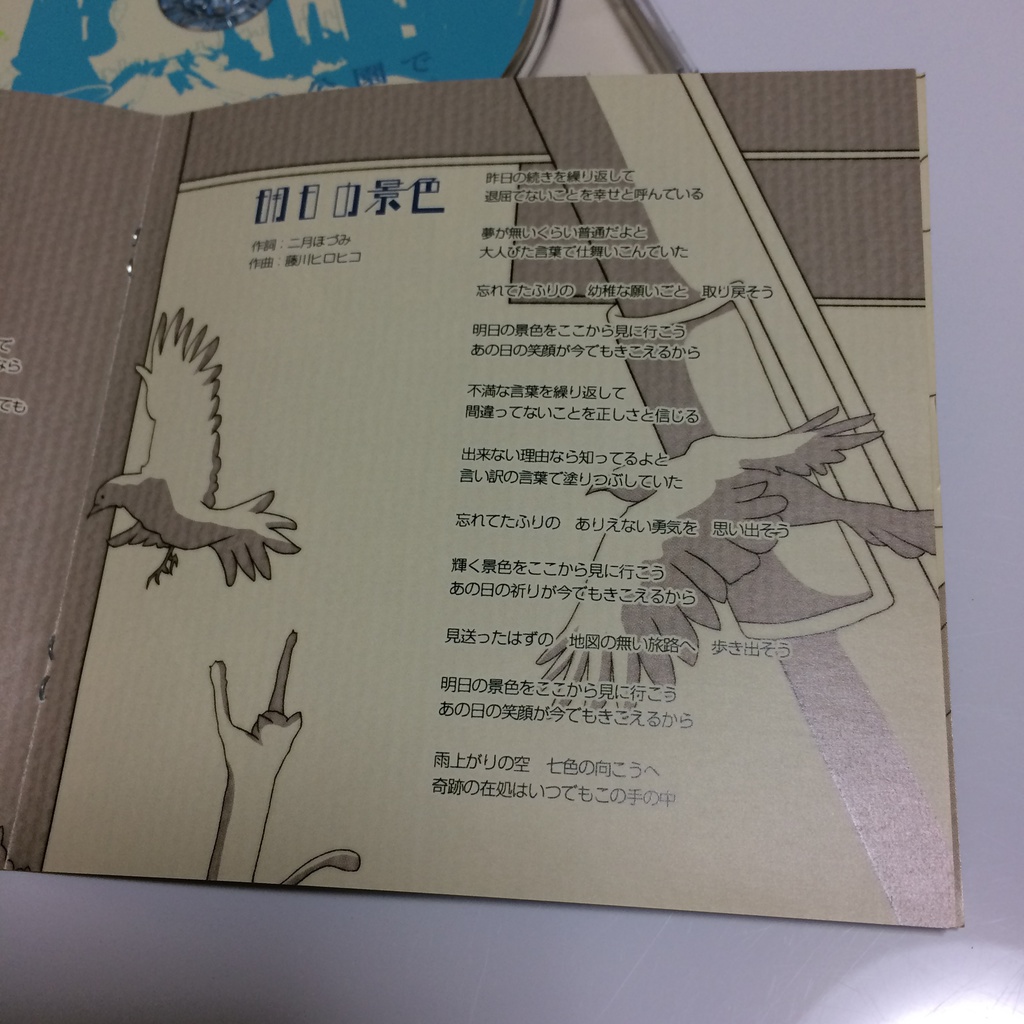 園で
て
なら
でも
明日の景色
作詞：二月ほづみ
作曲：藤川ヒロヒコ
昨日の続きを繰り返して
退屈でないことを幸せと呼んでいる
夢が無いくらい普通だよと
大人びた言葉で仕舞いこんでいた
忘れてたふりの　幼稚な願いごと　取り戻そう
明日の景色をここから見に行こう
あの日の笑顔が今でもきこえるから
不満な言葉を繰り返して
間違ってないことを正しさと信じる
出来ない理由なら知ってるよと
言い訳の言葉で塗りつぶしていた
忘れてたふりの　ありえない勇気を　思い出そう
輝く景色をここから見に行こう
あの日の祈りが今でもきこえるから
見送ったはずの　地図の無い旅路へ　歩き出そう
明日の景色をここから見に行こう
あの日の笑顔が今でもきこえるから
雨上がりの空　七色の向こうへ
奇跡の在処はいつでもこの手の中